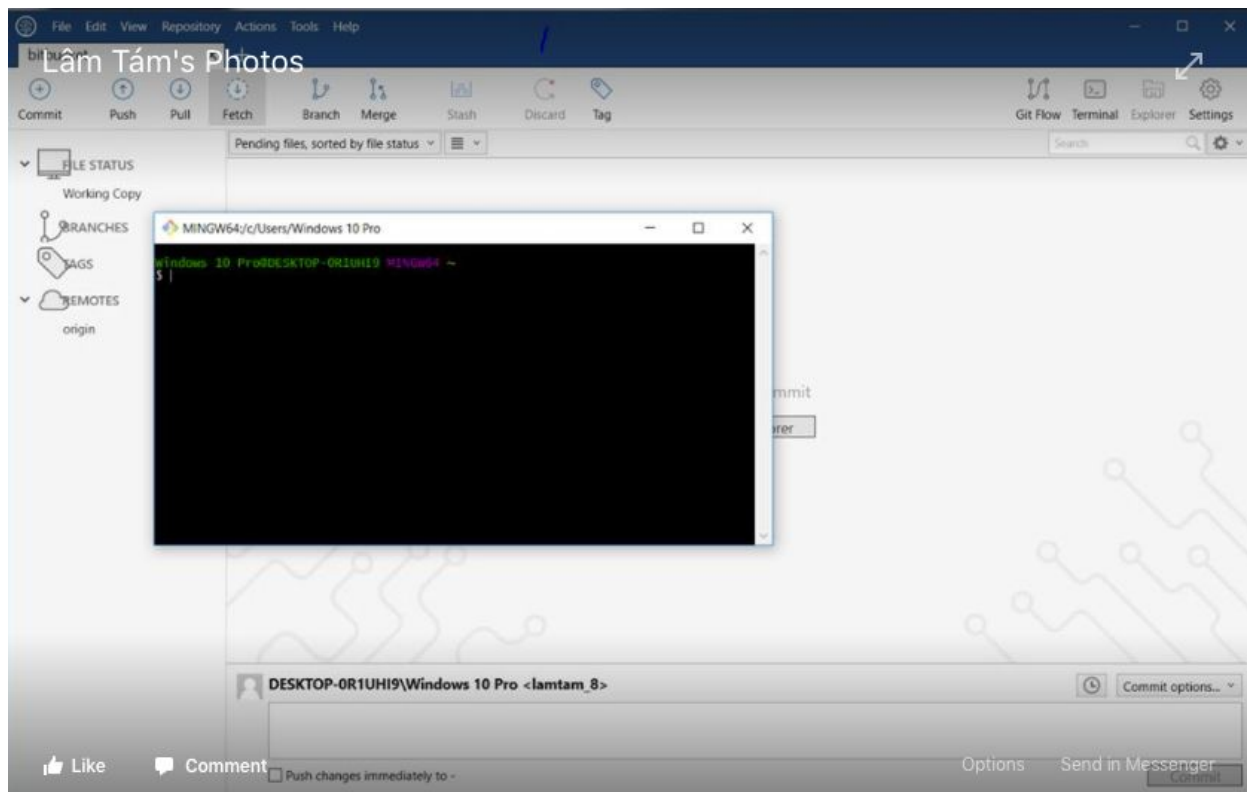 File Edit View Repository Actions Tools Help
Lâm Tám's Photos
Commit Push Pull Fetch Branch Merge Stash Discard Tag Git Flow Terminal Explorer Settings
Pending files, sorted by file status Search
FILE STATUS
Working Copy
BRANCHES
TAGS
REMOTES
origin
MINGW64:/c/Users/Windows 10 Pro
Windows 10 Pro@DESKTOP-0R1UHI9 MINGW64 ~
$
DESKTOP-0R1UHI9\Windows 10 Pro <lamtam_8>
Commit options...
Like Comment Options Send in Messenger
Push changes immediately to -
Commit